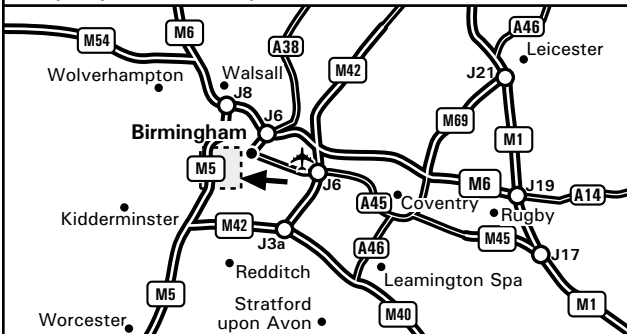 M6
M54
A38
A46
Leicester
Wolverhampton
Walsall
M42
J21
J8
J6
M69
Birmingham
M1
M5
J6
M6
J19
A14
A45
Coventry
Rugby
Kidderminster
M42
J3a
A46
M45
J17
Redditch
Leamington Spa
M5
Stratford
upon Avon
M40
M1
Worcester